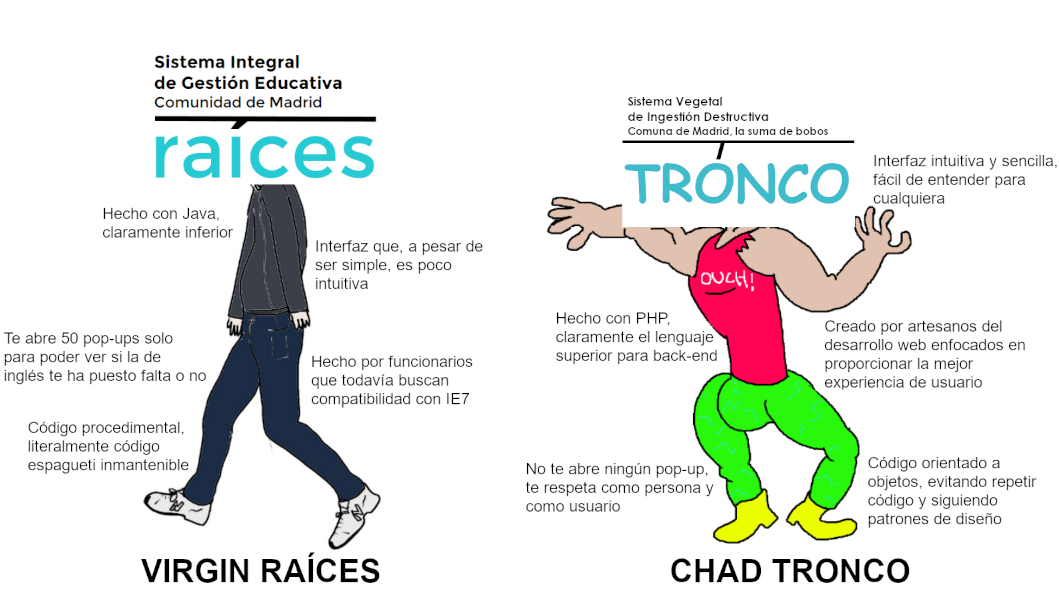 Sistema Integral
de Gestión Educativa
Comunidad de Madrid
raíces
Hecho con Java,
claramente inferior
Interfaz que, a pesar de
ser simple, es poco
intuitiva
Te abre 50 pop-ups solo
para poder ver si la de
inglés te ha puesto falta o no
Hecho por funcionarios
que todavía buscan
compatibilidad con IE7
Código procedimental,
literalmente código
espagueti inmantenible
VIRGIN RAÍCES
Sistema Vegetal
de Ingestión Destructiva
Comuna de Madrid, la suma de bobos
TRÓNCO
Interfaz intuitiva y sencilla,
fácil de entender para
cualquiera
OUCH!
Hecho con PHP,
claramente el lenguaje
superior para back-end
Creado por artesanos del
desarrollo web enfocados en
proporcionar la mejor
experiencia de usuario
No te abre ningún pop-up,
te respeta como persona y
como usuario
Código orientado a
objetos, evitando repetir
código y siguiendo
patrones de diseño
CHAD TRONCO